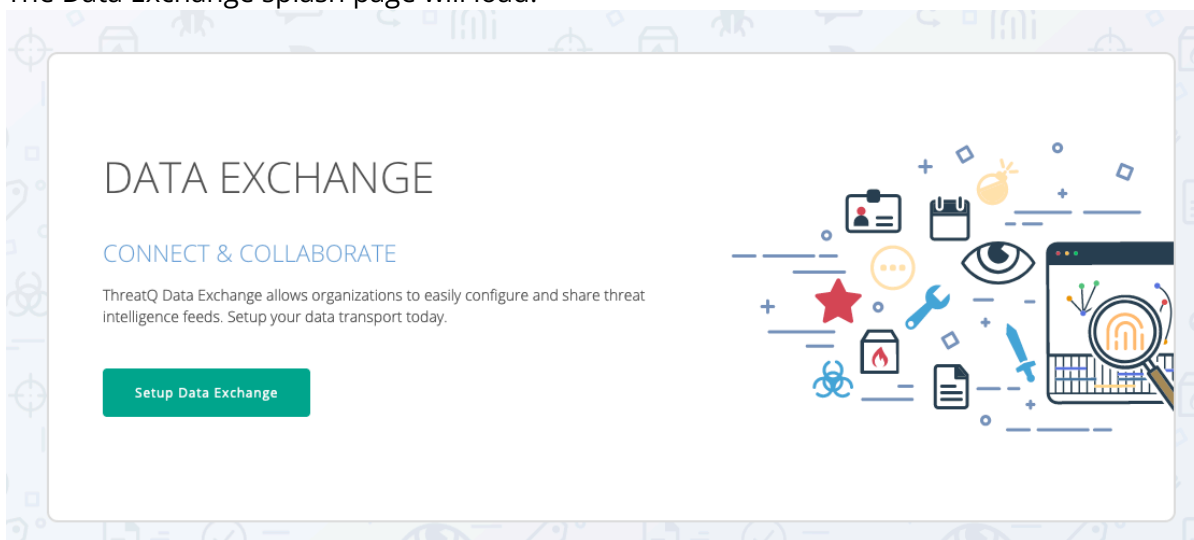 The Data Exchange splash page will load.
DATA EXCHANGE
CONNECT & COLLABORATE
ThreatQ Data Exchange allows organizations to easily configure and share threat
intelligence feeds. Setup your data transport today.
Setup Data Exchange